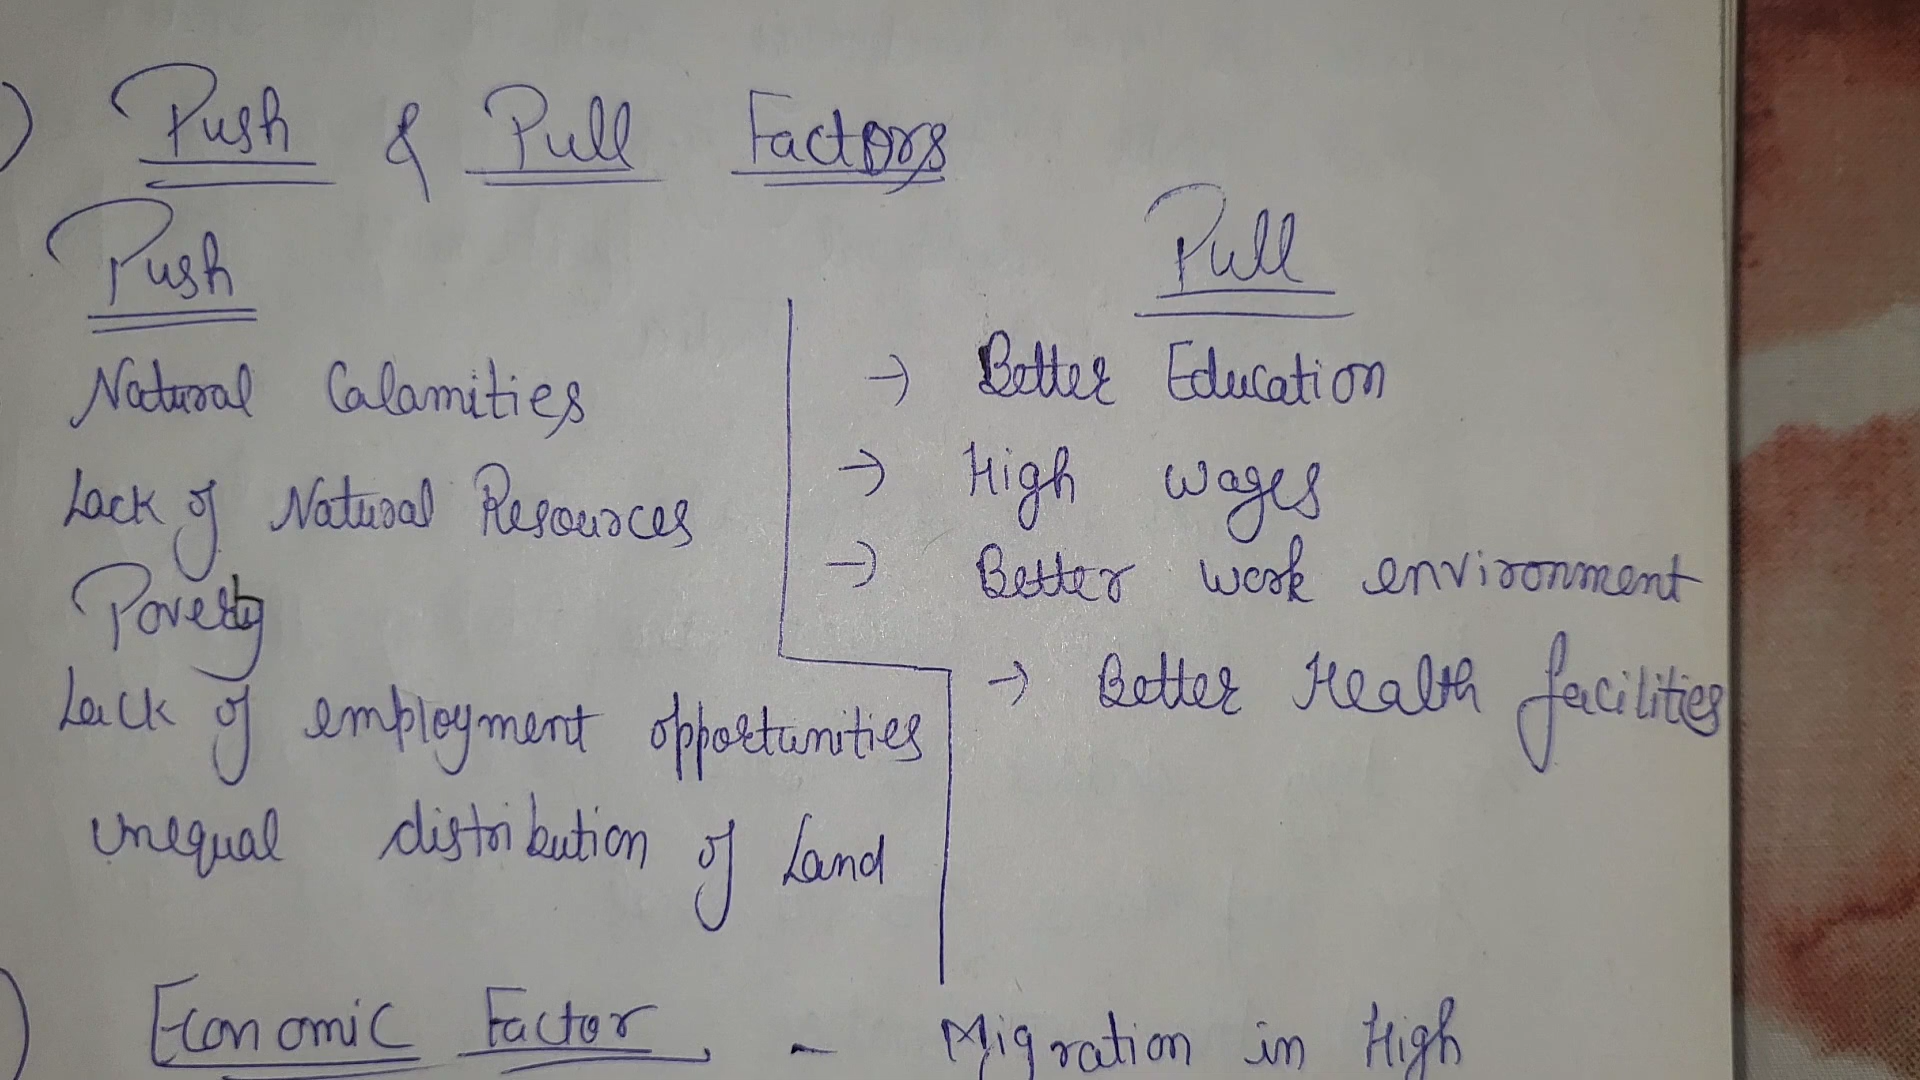 ) Push & Pull Factors
Push
Natural Calamities
Lack of Natural Resources
Poverty
Lack of employment opportunities
unequal distribution of Land
Pull
→ Better Education
→ High wages
→ Better work environment
→ Better Health facilities
) Economic Factor - Migration in High